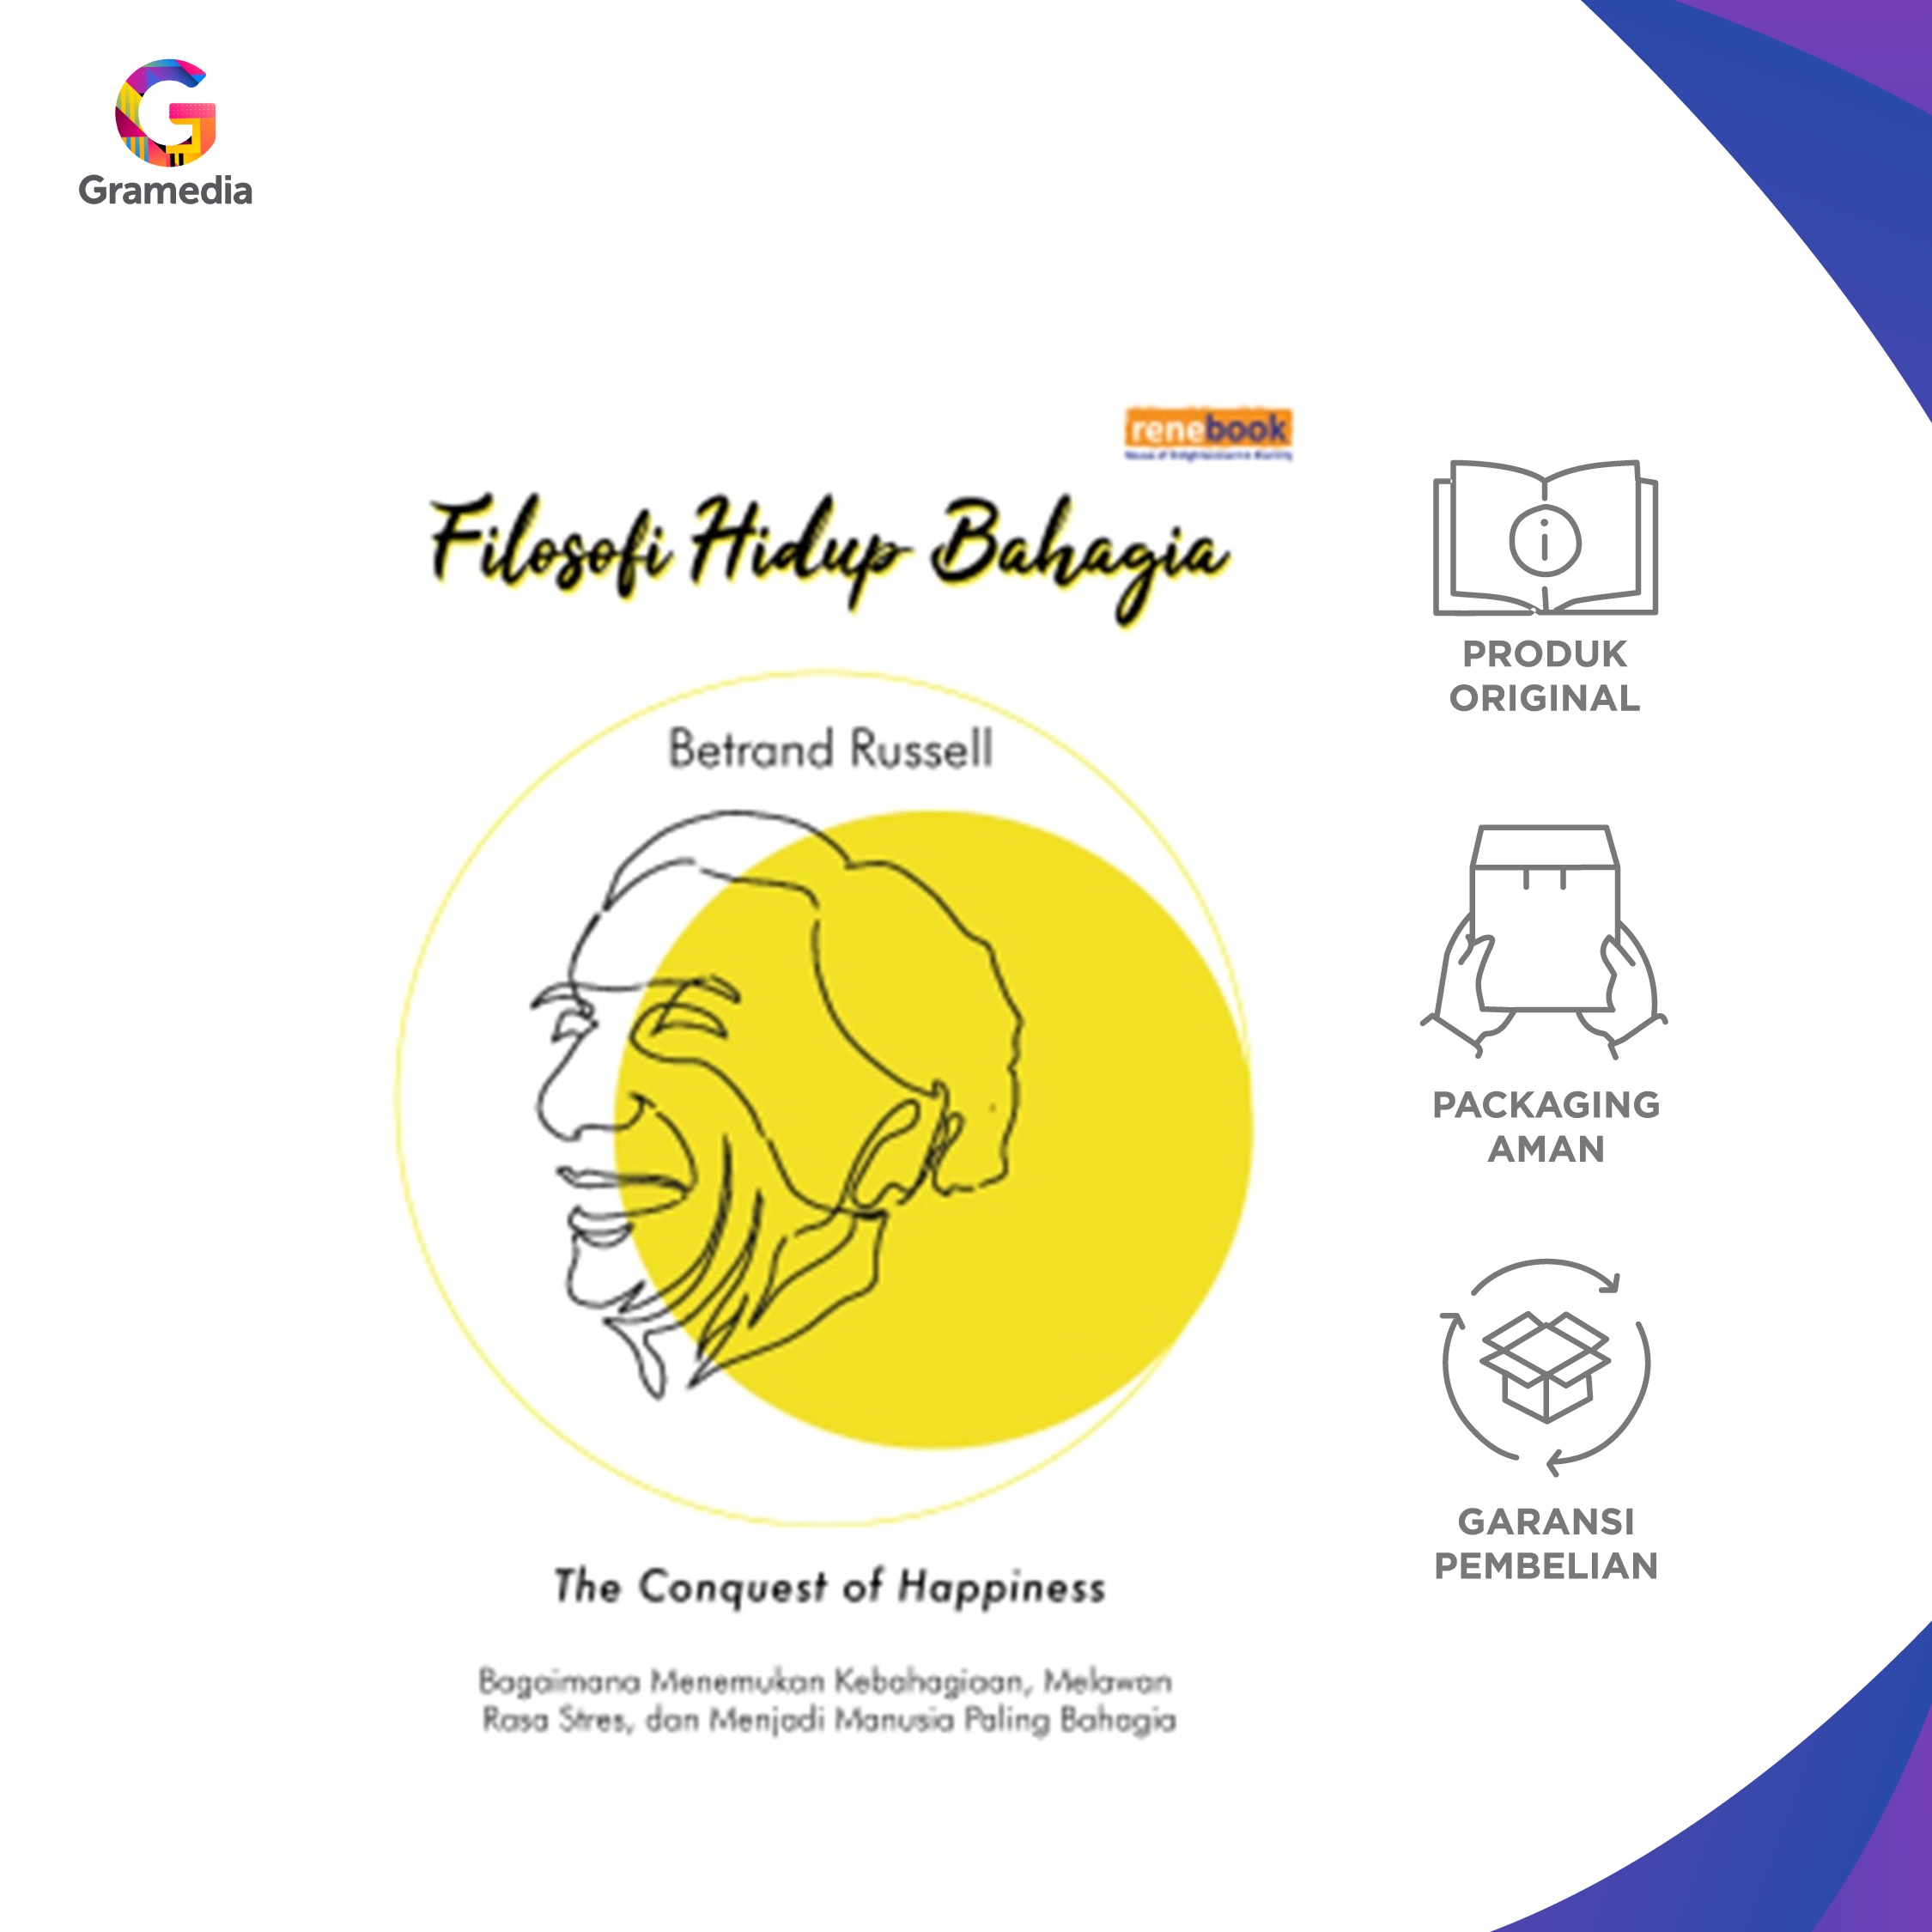 Gramedia
renebook
Filosofi Hidup Bahagia
Betrand Russell
The Conquest of Happiness
Bagaimana Menemukan Kebahagiaan, Melawan
Rasa Stres, dan Menjadi Manusia Paling Bahagia
PRODUK
ORIGINAL
PACKAGING
AMAN
GARANSI
PEMBELIAN